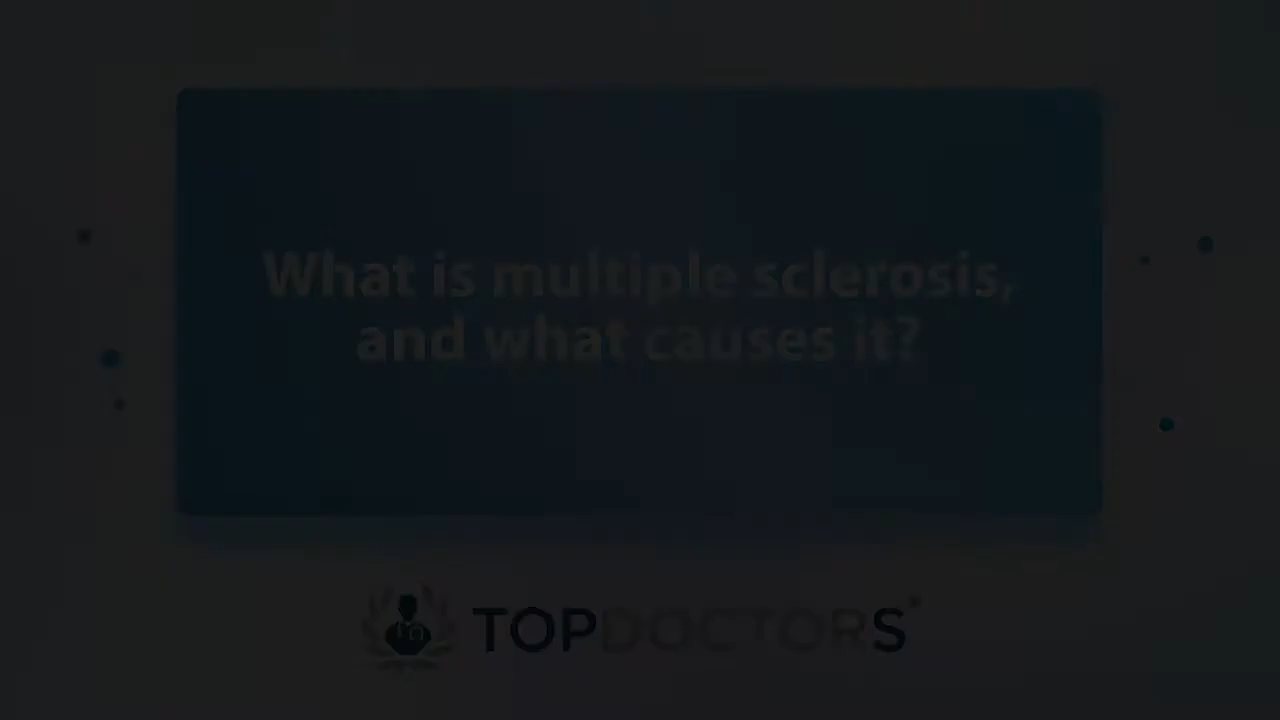 What is multiple sclerosis,
and what causes it?
TOPDOCTORS